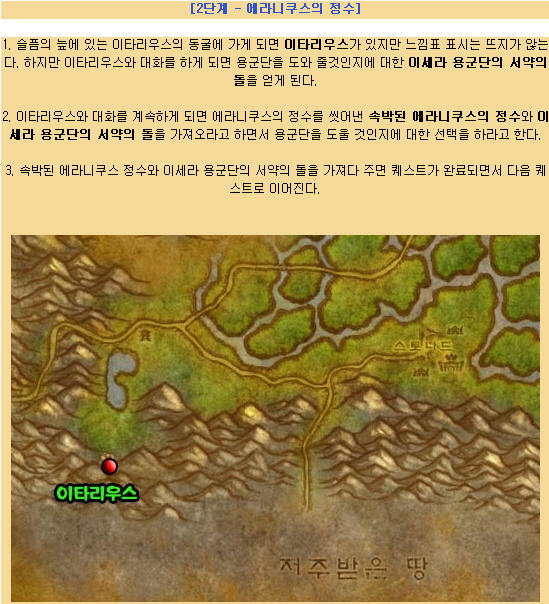 [2단계 - 에라니쿠스의 정수]
1. 슬픔의 늪에 있는 이타리우스의 동굴에 가게 되면 이타리우스가 있지만 느낌표 표시는 뜨지가 않는
다. 하지만 이타리우스와 대화를 하게 되면 용군단을 도와 줄것인지에 대한 이세라 용군단의 서약의
돌을 얻게 된다.
2. 이타리우스와 대화를 계속하게 되면 에라니쿠스의 정수를 씻어낸 속박된 에라니쿠스의 정수와 이
세라 용군단의 서약의 돌을 가져오라고 하면서 용군단을 도울 것인지에 대한 선택을 하라고 한다.
3. 속박된 에라니쿠스 정수와 이세라 용군단의 서약의 돌을 가져다 주면 퀘스트가 완료되면서 다음 퀘
스트로 이어진다.
스토나드
이타리우스
저주받은 땅